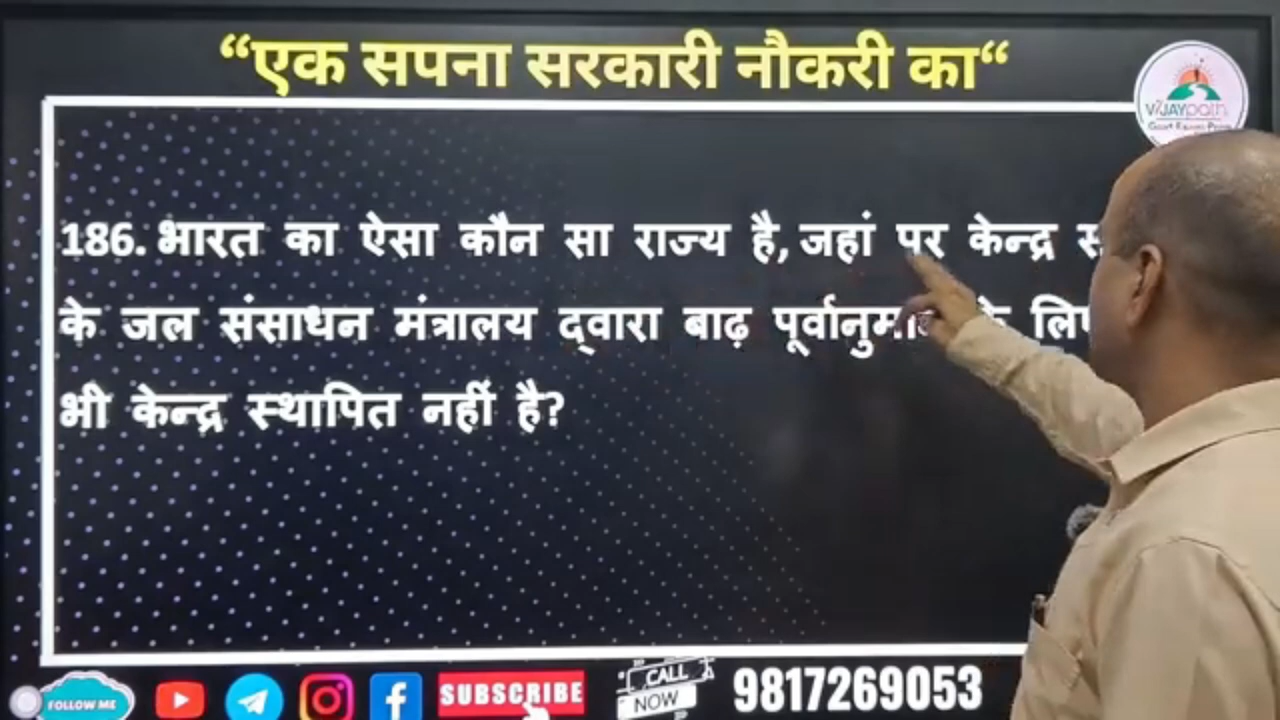 “एक सपना सरकारी नौकरी का“
VIJAYpath
186. भारत का ऐसा कौन सा राज्य है, जहां पर केन्द्र
के जल संसाधन मंत्रालय द्वारा बाढ़ पूर्वानुमान के
भी केन्द्र स्थापित नहीं है?
FOLLOW ME
SUBSCRIBE
CALL
NOW
9817269053